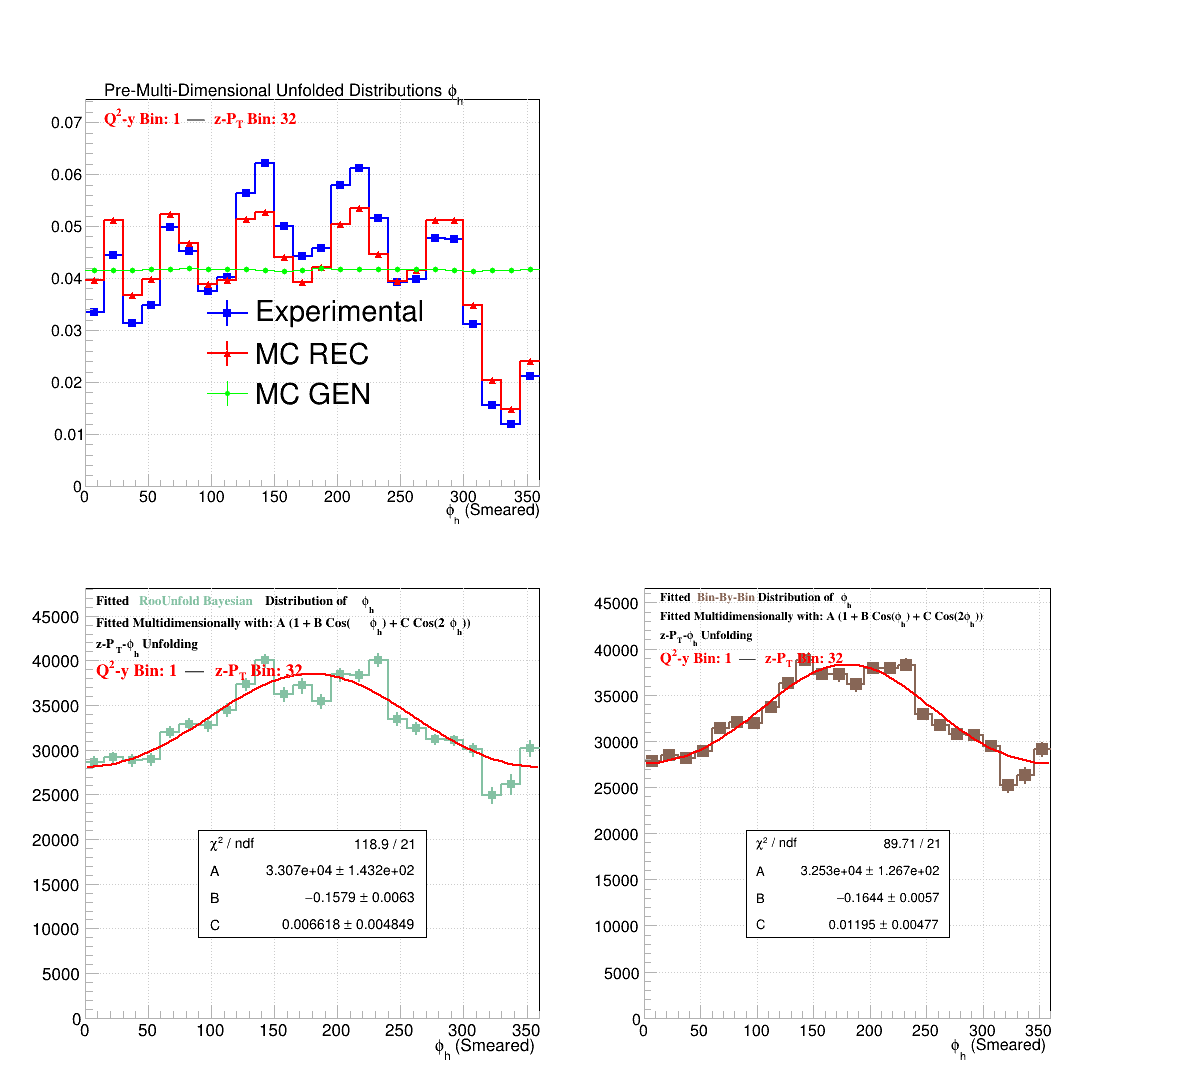 Pre-Multi-Dimensional Unfolded Distributions ϕh
Q²-y Bin: 1 — z-PT Bin: 32
0.07
0.06
0.05
0.04
0.03
0.02
0.01
0
Experimental
MC REC
MC GEN
0 50 100 150 200 250 300 350
ϕh (Smeared)
Fitted RooUnfold Bayesian Distribution of ϕh
Fitted Multidimensionally with: A (1 + B Cos( ϕh) + C Cos(2 ϕh))
z-PT-ϕh Unfolding
Q²-y Bin: 1 — z-PT Bin: 32
45000
40000
35000
30000
25000
20000
15000
10000
5000
0
χ² / ndf 118.9 / 21
A 3.307e+04 ± 1.432e+02
B −0.1579 ± 0.0063
C 0.006618 ± 0.004849
0 50 100 150 200 250 300 350
ϕh (Smeared)
Fitted Bin-By-Bin Distribution of ϕh
Fitted Multidimensionally with: A (1 + B Cos(ϕh) + C Cos(2ϕh))
z-PT-ϕh Unfolding
Q²-y Bin: 1 — z-PT Bin: 32
45000
40000
35000
30000
25000
20000
15000
10000
5000
0
χ² / ndf 89.71 / 21
A 3.253e+04 ± 1.267e+02
B −0.1644 ± 0.0057
C 0.01195 ± 0.00477
0 50 100 150 200 250 300 350
ϕh (Smeared)